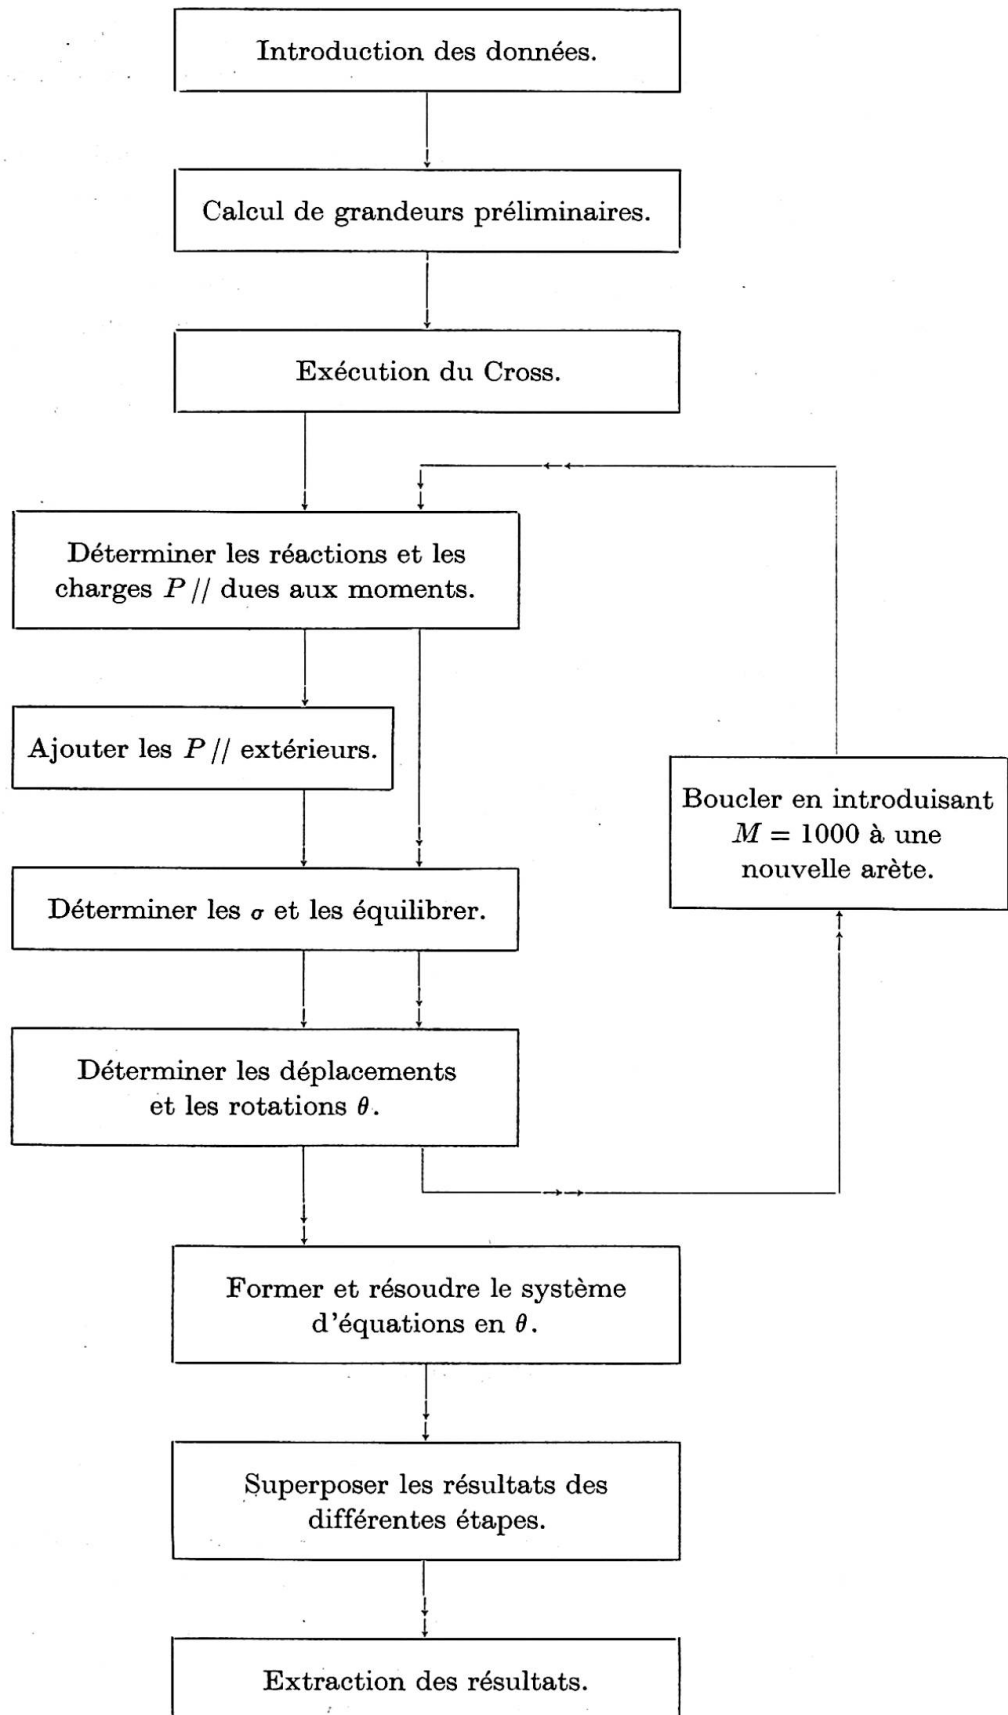 Introduction des données.
Calcul de grandeurs préliminaires.
Exécution du Cross.
Déterminer les réactions et les
charges P // dues aux moments.
Ajouter les P // extérieurs.
Boucler en introduisant
M = 1000 à une
nouvelle arète.
Déterminer les σ et les équilibrer.
Déterminer les déplacements
et les rotations θ.
Former et résoudre le système
d'équations en θ.
Superposer les résultats des
différentes étapes.
Extraction des résultats.